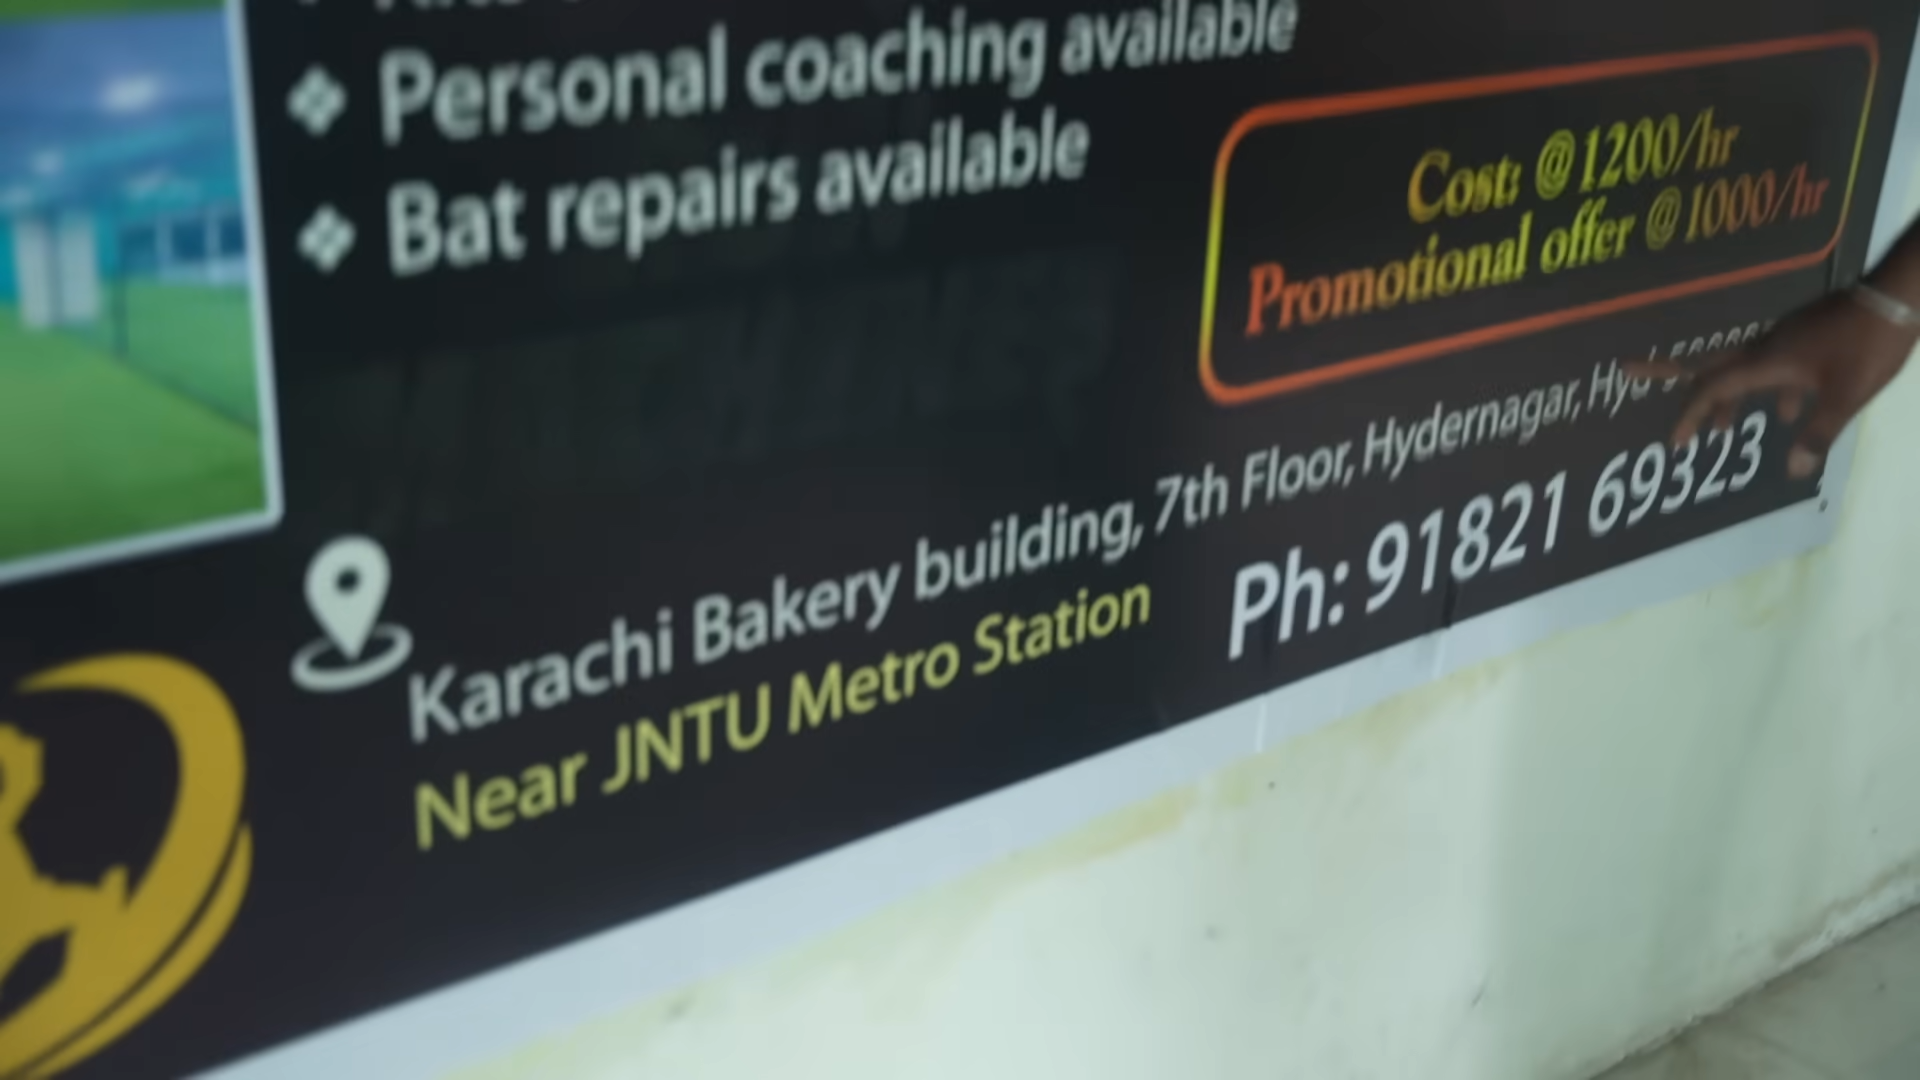 Personal coaching available
Bat repairs available
Cost: @1200/hr
Promotional offer @1000/hr
Karachi Bakery building, 7th Floor, Hydernagar, Hyd
Near JNTU Metro Station
Ph: 91821 69323